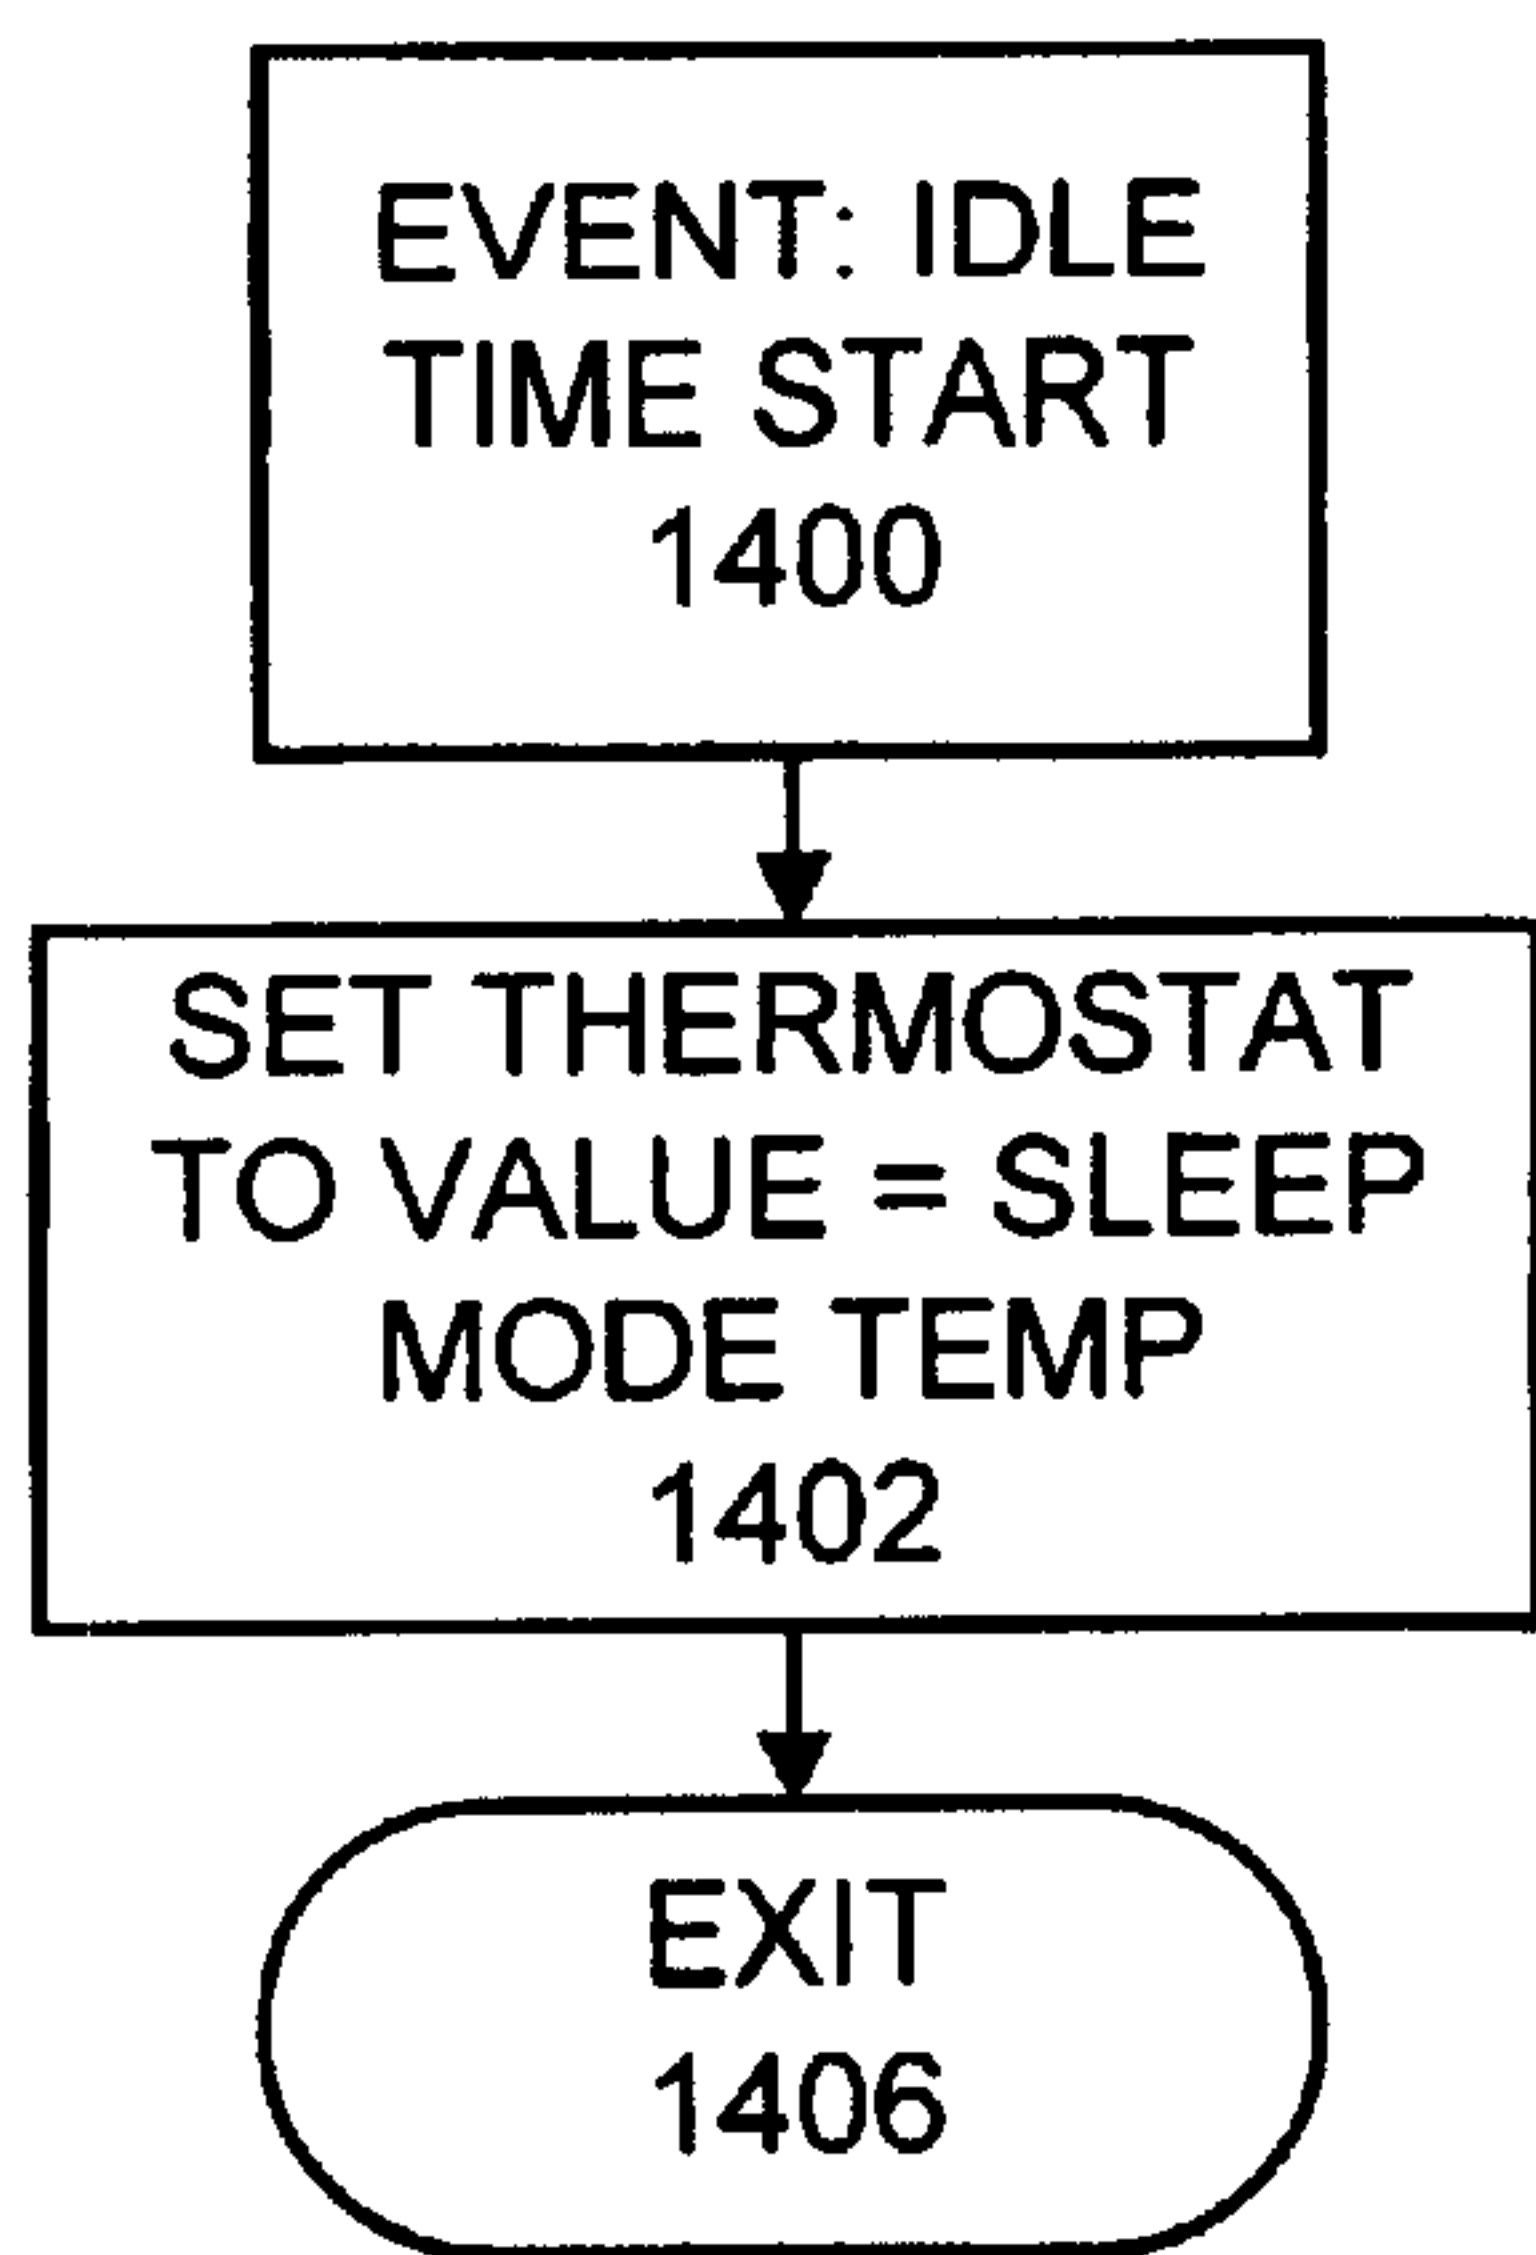 EVENT: IDLE
TIME START
1400
SET THERMOSTAT
TO VALUE = SLEEP
MODE TEMP
1402
EXIT
1406